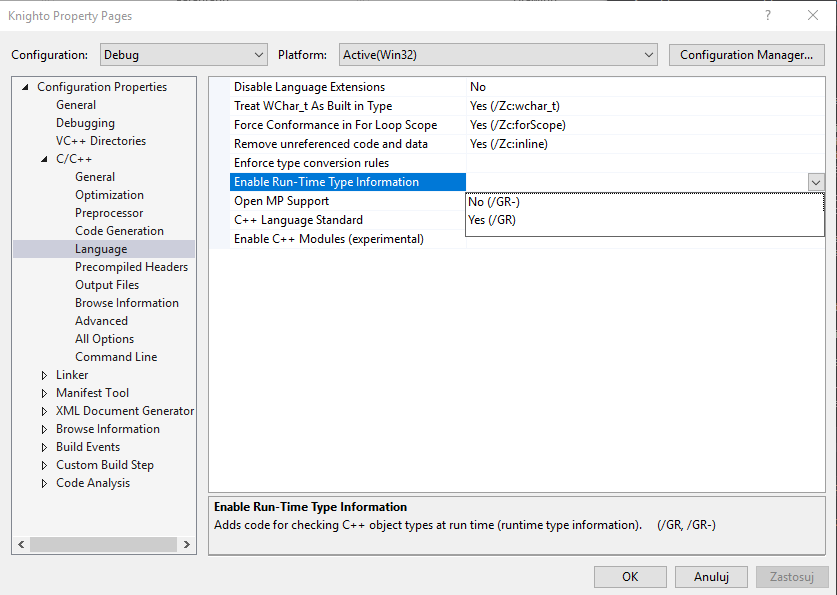 Knighto Property Pages
?
Configuration:
Debug
Platform:
Active(Win32)
Configuration Manager...
Configuration Properties
General
Debugging
VC++ Directories
C/C++
General
Optimization
Preprocessor
Code Generation
Language
Precompiled Headers
Output Files
Browse Information
Advanced
All Options
Command Line
Linker
Manifest Tool
XML Document Generator
Browse Information
Build Events
Custom Build Step
Code Analysis
Disable Language Extensions No
Treat WChar_t As Built in Type Yes (/Zc:wchar_t)
Force Conformance in For Loop Scope Yes (/Zc:forScope)
Remove unreferenced code and data Yes (/Zc:inline)
Enforce type conversion rules
Enable Run-Time Type Information
Open MP Support No (/GR-)
C++ Language Standard Yes (/GR)
Enable C++ Modules (experimental)
Enable Run-Time Type Information
Adds code for checking C++ object types at run time (runtime type information). (/GR, /GR-)
OK
Anuluj
Zastosuj